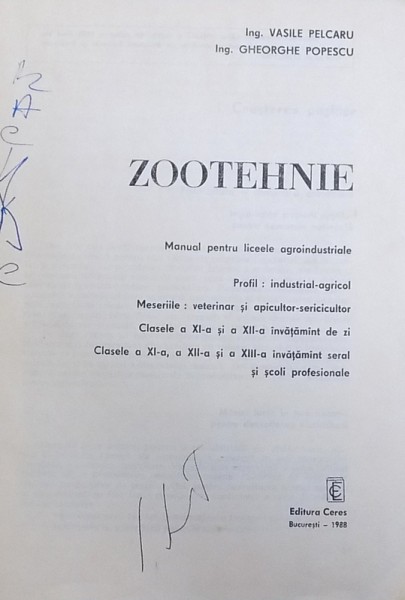 Ing. VASILE PELCARU
Ing. GHEORGHE POPESCU
ZOOTEHNIE
Manual pentru liceele agroindustriale
Profil : industrial-agricol
Meseriile : veterinar și apicultor-sericicultor
Clasele a XI-a și a XII-a învățămînt de zi
Clasele a XI-a, a XII-a și a XIII-a învățămînt seral
și școli profesionale
Editura Ceres
București – 1988